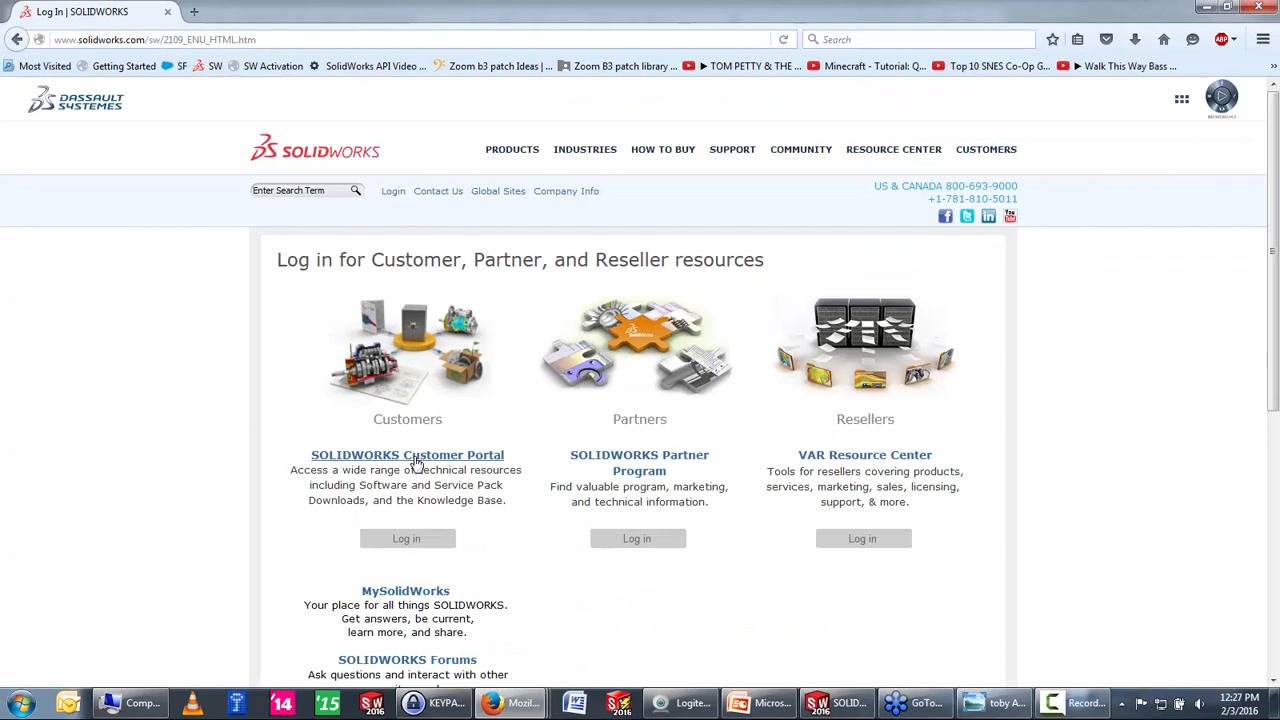 Log In | SOLIDWORKS
www.solidworks.com/sw/2109_ENU_HTML.htm
Search
ABP
Most Visited
Getting Started
SF
SW
SW Activation
SolidWorks API Video ...
Zoom b3 patch Ideas | ...
Zoom B3 patch library ...
► TOM PETTY & THE ...
Minecraft - Tutorial: Q...
Top 10 SNES Co-Op G...
► Walk This Way Bass ...
DASSAULT SYSTEMES
SOLIDWORKS
PRODUCTS
INDUSTRIES
HOW TO BUY
SUPPORT
COMMUNITY
RESOURCE CENTER
CUSTOMERS
Enter Search Term
Login
Contact Us
Global Sites
Company Info
US & CANADA 800-693-9000
+1-781-810-5011
Log in for Customer, Partner, and Reseller resources
Customers
SOLIDWORKS Customer Portal
Access a wide range of technical resources
including Software and Service Pack
Downloads, and the Knowledge Base.
Log in
MySolidWorks
Your place for all things SOLIDWORKS.
Get answers, be current,
learn more, and share.
SOLIDWORKS Forums
Ask questions and interact with other
Partners
SOLIDWORKS Partner
Program
Find valuable program, marketing,
and technical information.
Log in
Resellers
VAR Resource Center
Tools for resellers covering products,
services, marketing, sales, licensing,
support, & more.
Log in
Comp...
'14
'15
SW 2016
KEYPA...
Mozil...
2016
Logite...
Micros...
SOLID...
GoTo...
toby A...
Record...
12:27 PM
2/3/2016